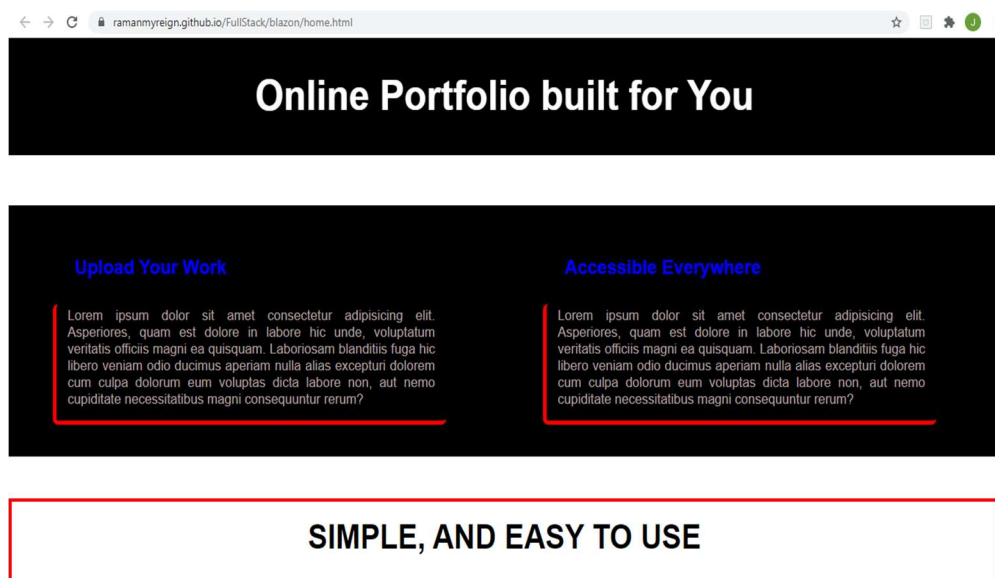 ramanmyreign.github.io/FullStack/blazon/home.html
J
Online Portfolio built for You
Upload Your Work
Lorem ipsum dolor sit amet consectetur adipisicing elit.
Asperiores, quam est dolore in labore hic unde, voluptatum
veritatis officiis magni ea quisquam. Laboriosam blanditiis fuga hic
libero veniam odio ducimus aperiam nulla alias excepturi dolorem
cum culpa dolorum eum voluptas dicta labore non, aut nemo
cupiditate necessitatibus magni consequuntur rerum?
Accessible Everywhere
Lorem ipsum dolor sit amet consectetur adipisicing elit.
Asperiores, quam est dolore in labore hic unde, voluptatum
veritatis officiis magni ea quisquam. Laboriosam blanditiis fuga hic
libero veniam odio ducimus aperiam nulla alias excepturi dolorem
cum culpa dolorum eum voluptas dicta labore non, aut nemo
cupiditate necessitatibus magni consequuntur rerum?
SIMPLE, AND EASY TO USE